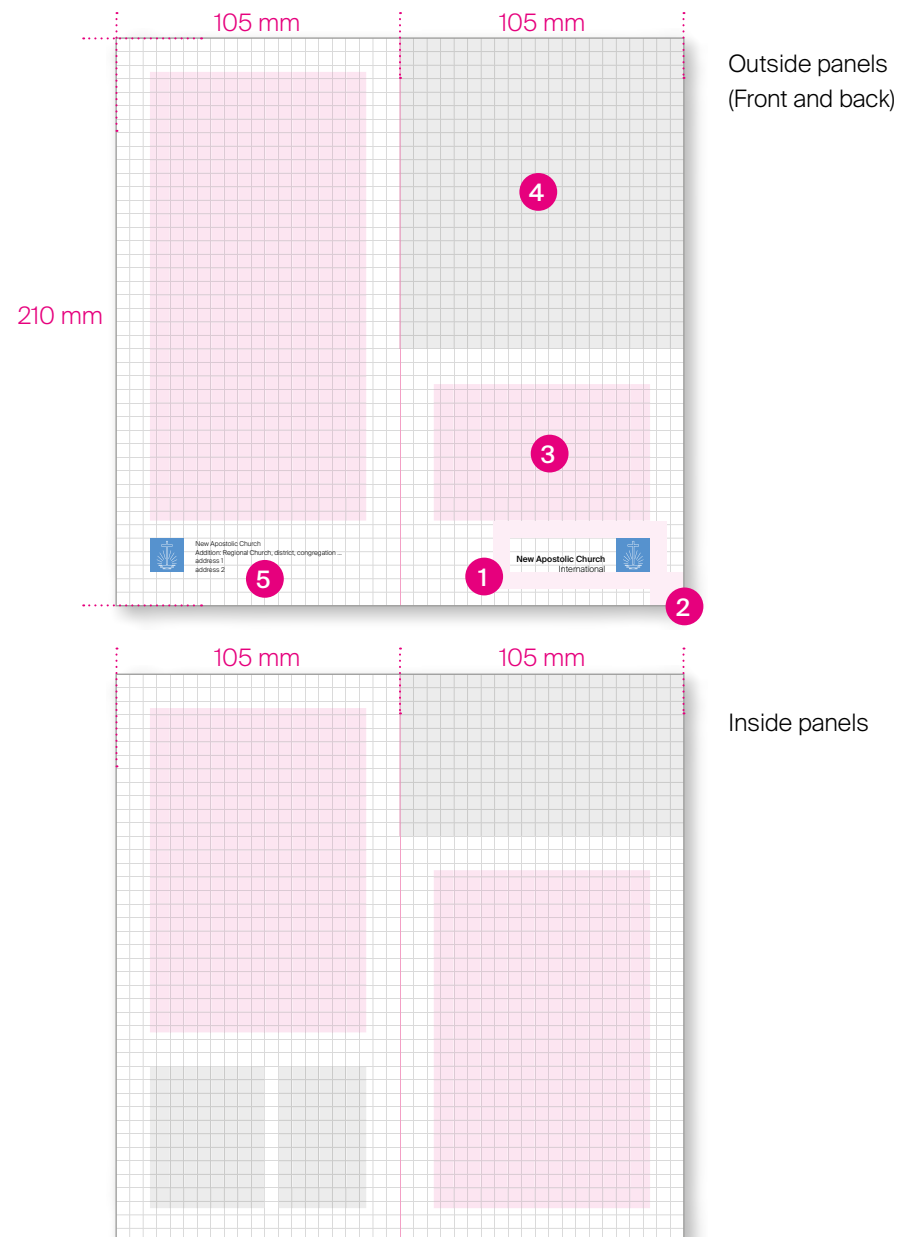 105 mm
105 mm
Outside panels
(Front and back)
4
210 mm
3
New Apostolic Church
Addition: Regional Church, district, congregation ...
address 1
address 2
5
New Apostolic Church
International
1
2
105 mm
105 mm
Inside panels